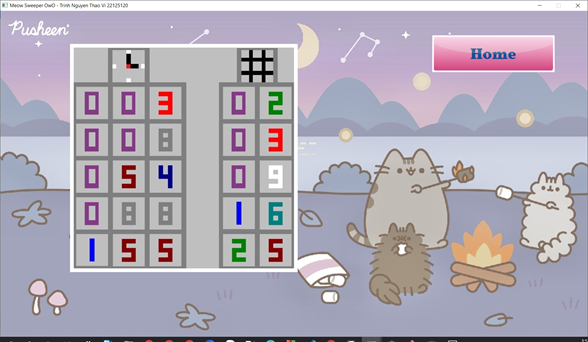 Meow Sweeper OwO - Trinh Nguyen Thao Vi 22125120
Pusheen
Home
003 02
008 03
054 09
088 16
155 25